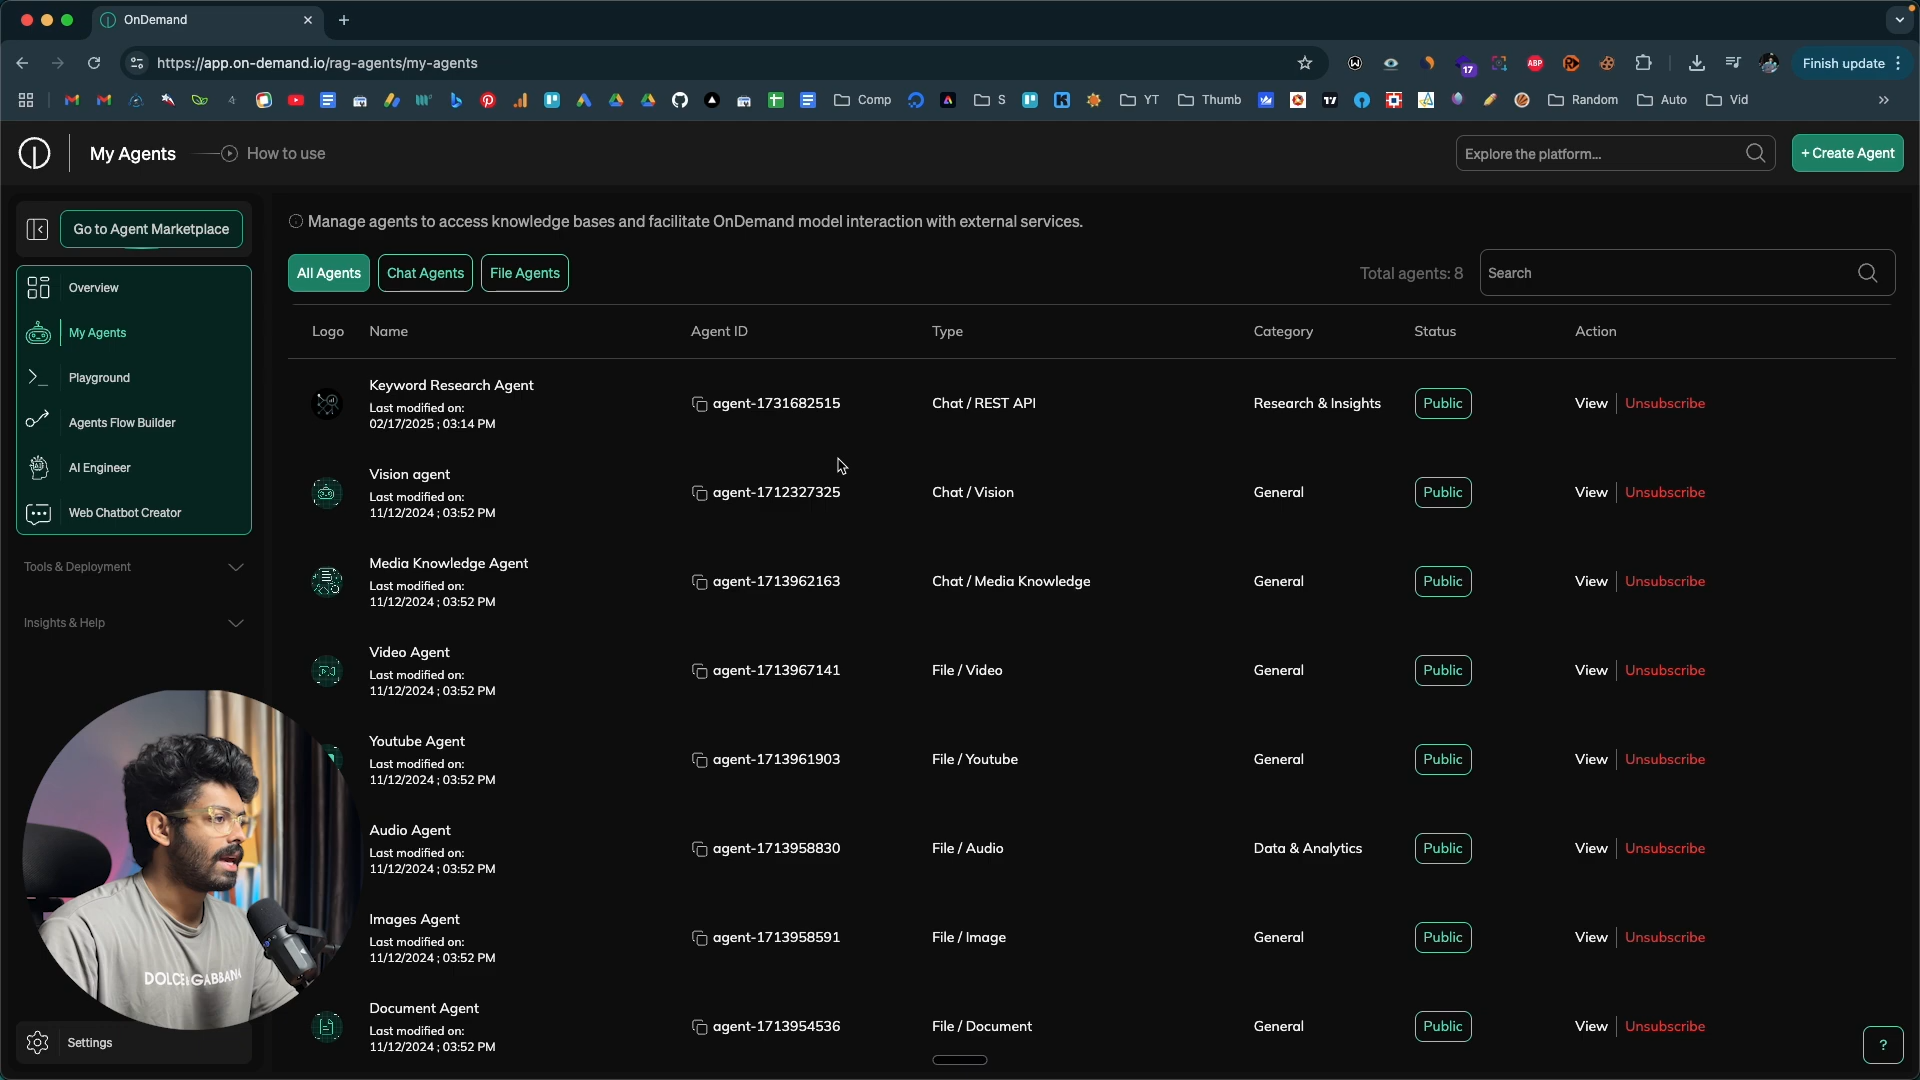 OnDemand
https://app.on-demand.io/rag-agents/my-agents
17
ABP
Finish update
Comp
S
YT
Thumb
Random
Auto
Vid
My Agents
How to use
Explore the platform...
+ Create Agent
Go to Agent Marketplace
Overview
My Agents
Playground
Agents Flow Builder
AI Engineer
Web Chatbot Creator
Tools & Deployment
Insights & Help
Settings
Manage agents to access knowledge bases and facilitate OnDemand model interaction with external services.
All Agents
Chat Agents
File Agents
Total agents: 8
Search
Logo Name Agent ID Type Category Status Action
Keyword Research Agent
Last modified on:
02/17/2025 ; 03:14 PM
agent-1731682515 Chat / REST API Research & Insights Public View Unsubscribe
Vision agent
Last modified on:
11/12/2024 ; 03:52 PM
agent-1712327325 Chat / Vision General Public View Unsubscribe
Media Knowledge Agent
Last modified on:
11/12/2024 ; 03:52 PM
agent-1713962163 Chat / Media Knowledge General Public View Unsubscribe
Video Agent
Last modified on:
11/12/2024 ; 03:52 PM
agent-1713967141 File / Video General Public View Unsubscribe
Youtube Agent
Last modified on:
11/12/2024 ; 03:52 PM
agent-1713961903 File / Youtube General Public View Unsubscribe
Audio Agent
Last modified on:
11/12/2024 ; 03:52 PM
agent-1713958830 File / Audio Data & Analytics Public View Unsubscribe
Images Agent
Last modified on:
11/12/2024 ; 03:52 PM
agent-1713958591 File / Image General Public View Unsubscribe
Document Agent
Last modified on:
11/12/2024 ; 03:52 PM
agent-1713954536 File / Document General Public View Unsubscribe
DOLCE & GABBANA
?